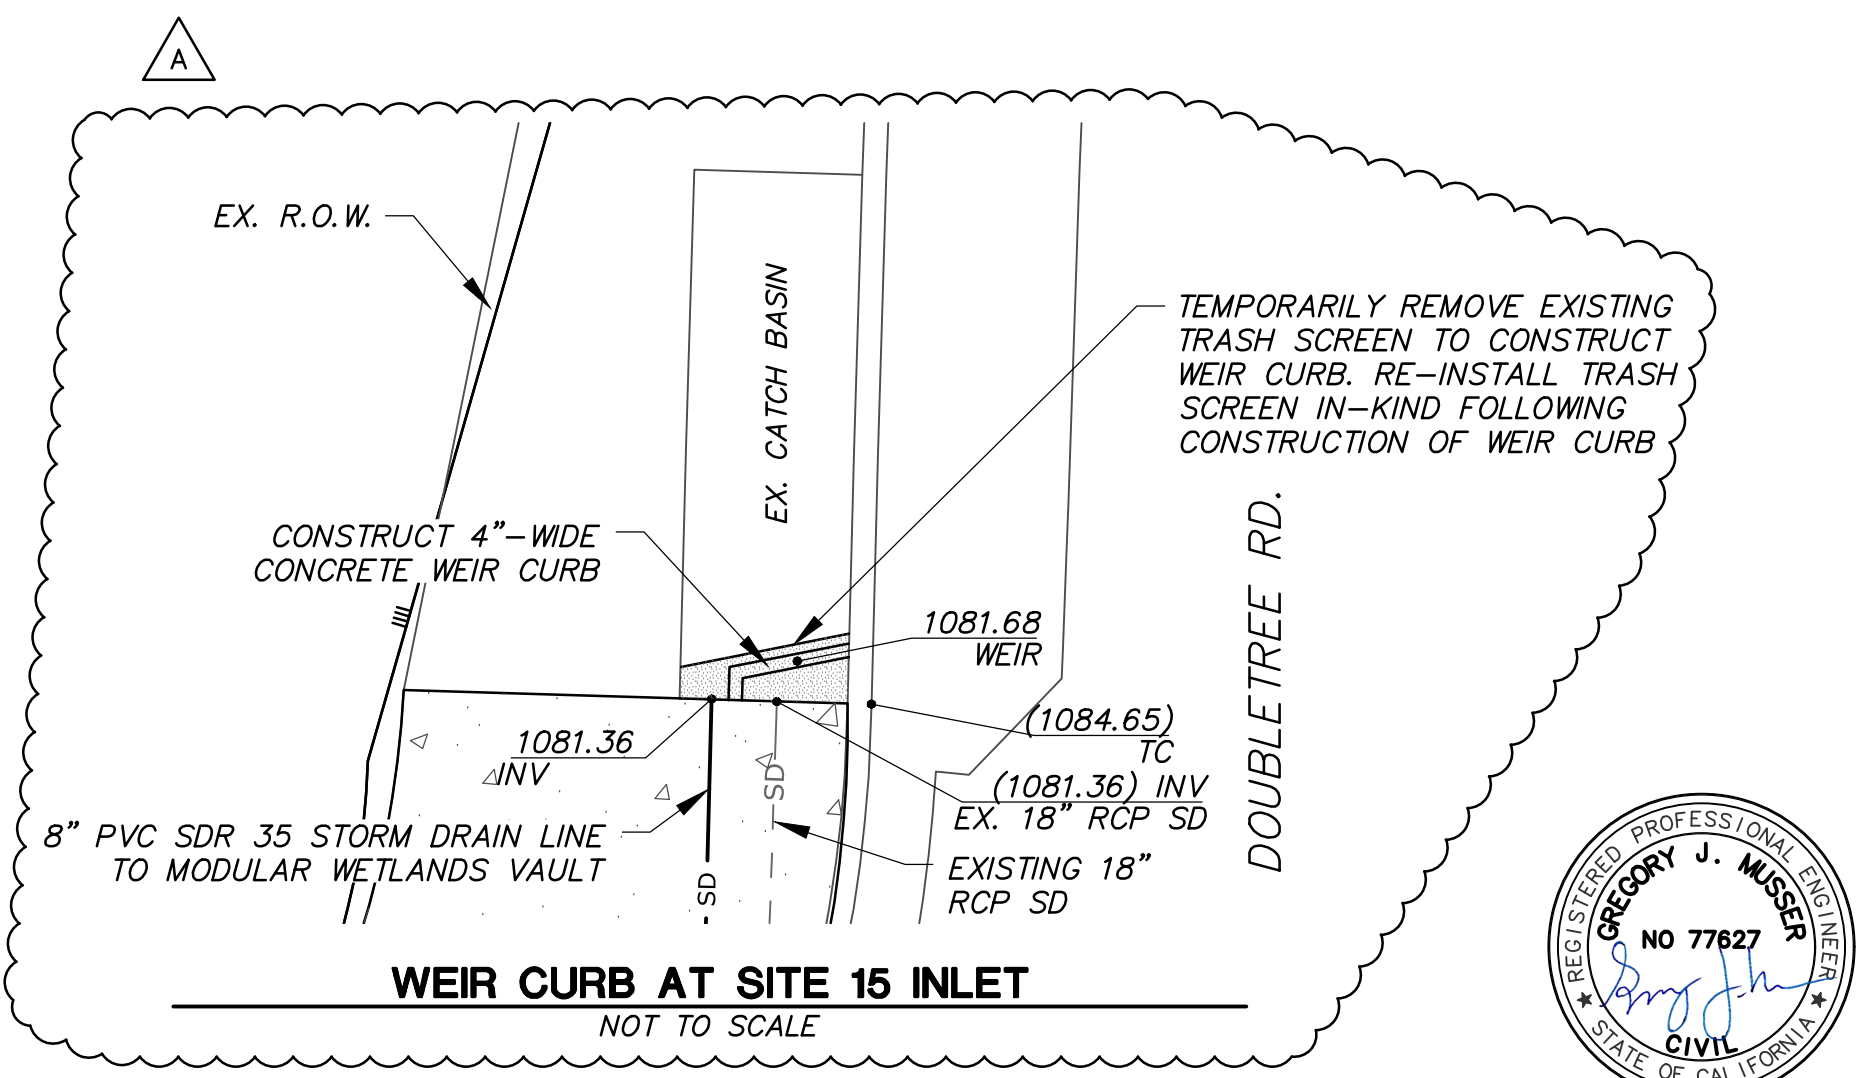 A
EX. R.O.W.
EX. CATCH BASIN
TEMPORARILY REMOVE EXISTING
TRASH SCREEN TO CONSTRUCT
WEIR CURB. RE-INSTALL TRASH
SCREEN IN-KIND FOLLOWING
CONSTRUCTION OF WEIR CURB
CONSTRUCT 4"-WIDE
CONCRETE WEIR CURB
1081.68
WEIR
DOUBLETREE RD.
1081.36
INV
(1084.65)
TC
(1081.36) INV
EX. 18" RCP SD
SD
8" PVC SDR 35 STORM DRAIN LINE
TO MODULAR WETLANDS VAULT
EXISTING 18"
RCP SD
SD
WEIR CURB AT SITE 15 INLET
NOT TO SCALE
REGISTERED PROFESSIONAL ENGINEER
GREGORY J. MUSSER
NO 77627
CIVIL
STATE OF CALIFORNIA